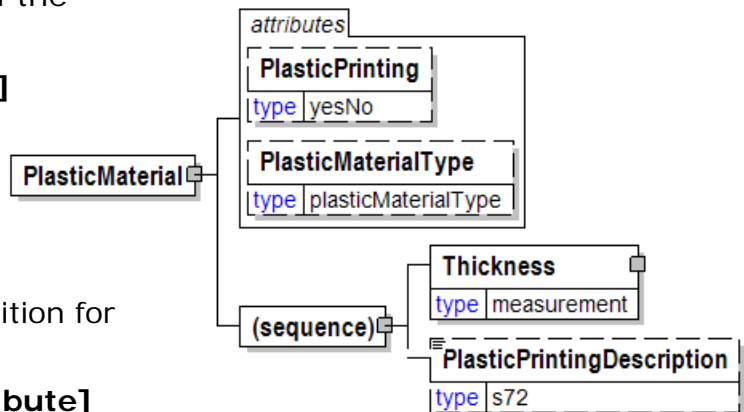 the
attributes
PlasticPrinting
type yesNo
]
PlasticMaterialType
type plasticMaterialType
PlasticMaterial
Thickness
type measurement
ition for
(sequence)
PlasticPrintingDescription
bute]
type s72